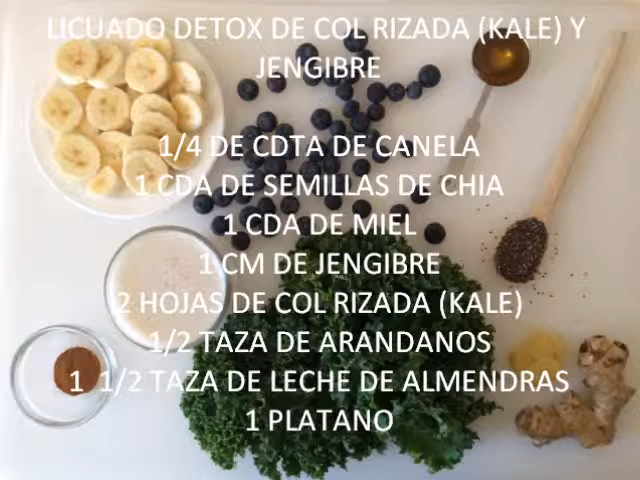 LICUADO DETOX DE COL RIZADA (KALE) Y
JENGIBRE
1/4 DE CDTA DE CANELA
1 CDA DE SEMILLAS DE CHIA
1 CDA DE MIEL
1 CM DE JENGIBRE
2 HOJAS DE COL RIZADA (KALE)
1/2 TAZA DE ARANDANOS
1 1/2 TAZA DE LECHE DE ALMENDRAS
1 PLATANO